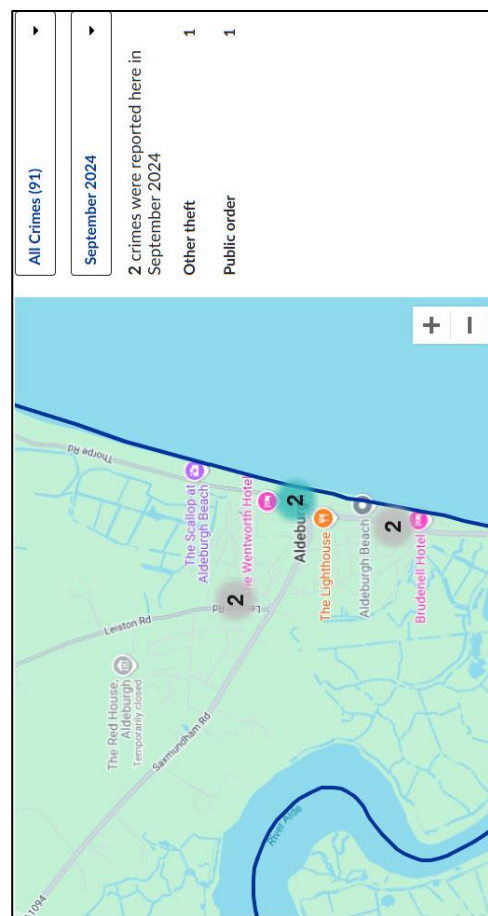 All Crimes (91)
September 2024
2 crimes were reported here in
September 2024
Other theft 1
Public order 1
Thorpe Rd
The Scallop at
Aldeburgh Beach
Wentworth Hotel
2
Aldeburgh
The Lighthouse
Aldeburgh Beach
2
Brudenell Hotel
2
Rd
Leiston Rd
The Red House,
Aldeburgh
Temporarily closed
Saxmundham Rd
River Alde
1094
+
−